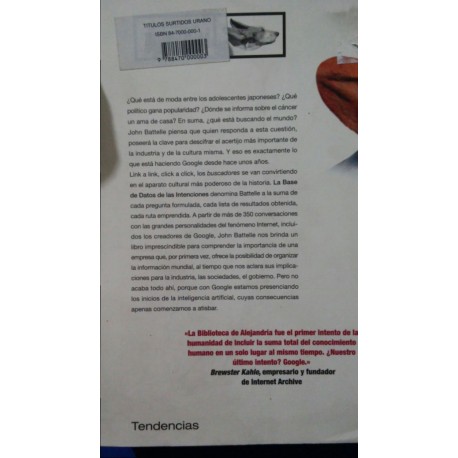 TITULOS SURTIDOS URANO
ISBN 84-7000-000-1
9 788470 000003
¿Qué está de moda entre los adolescentes japoneses? ¿Qué
político gana popularidad? ¿Dónde se informa sobre el cáncer
un ama de casa? En suma, ¿qué está buscando el mundo?
John Battelle piensa que quien responda a esta cuestión,
poseerá la clave para descifrar el acertijo más importante de
la industria y de la cultura misma. Y eso es exactamente lo
que está haciendo Google desde hace unos años.
Link a link, click a click, los buscadores se van convirtiendo
en el aparato cultural más poderoso de la historia. La Base
de Datos de las Intenciones denomina Battelle a la suma de
cada pregunta formulada, cada lista de resultados obtenida,
cada ruta emprendida. A partir de más de 350 conversaciones
con las grandes personalidades del fenómeno Internet, inclui-
dos los creadores de Google, John Battelle nos brinda un
libro imprescindible para comprender la importancia de una
empresa que, por primera vez, ofrece la posibilidad de organizar
la información mundial, al tiempo que nos aclara sus implica-
ciones para la industria, las sociedades, el gobierno. Pero no
acaba todo ahí, porque con Google estamos presenciando
los inicios de la inteligencia artificial, cuyas consecuencias
apenas comenzamos a atisbar.
«La Biblioteca de Alejandría fue el primer intento de la
humanidad de incluir la suma total del conocimiento
humano en un solo lugar al mismo tiempo. ¿Nuestro
último intento? Google.»
Brewster Kahle, empresario y fundador
de Internet Archive
Tendencias